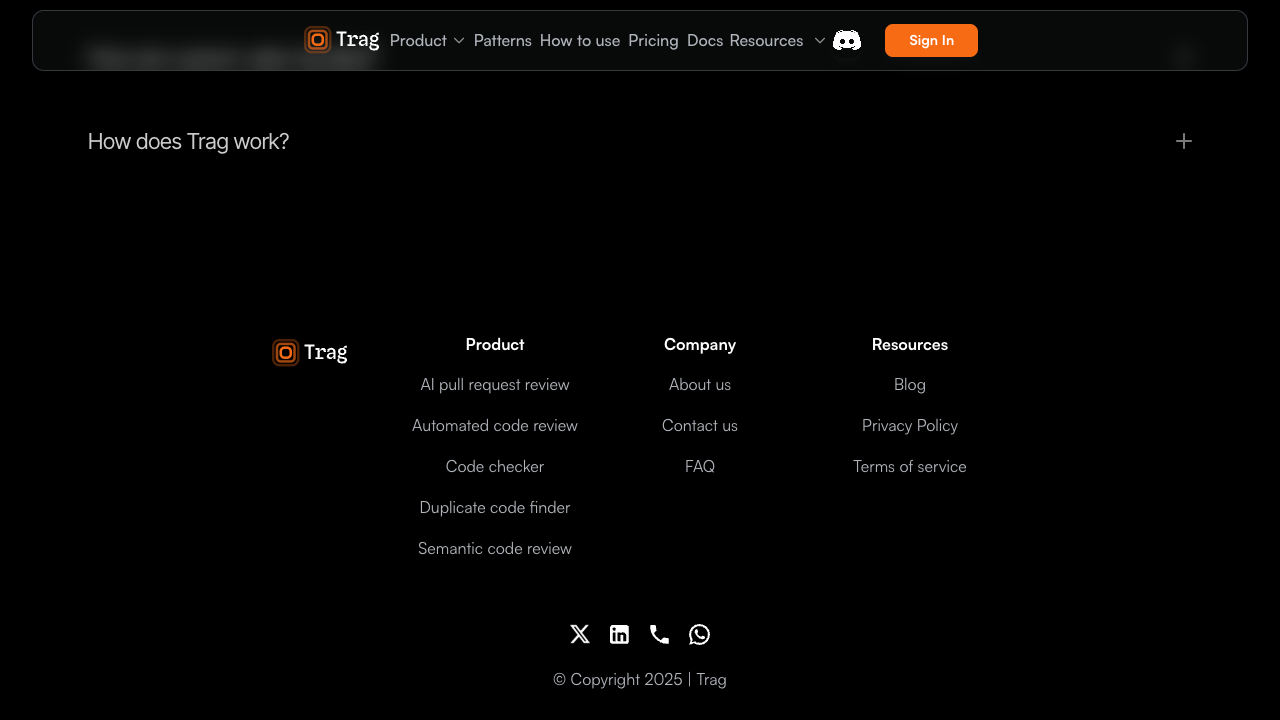 Trag Product Patterns How to use Pricing Docs Resources Sign In
How does Trag work?
Trag
Product
AI pull request review
Automated code review
Code checker
Duplicate code finder
Semantic code review
Company
About us
Contact us
FAQ
Resources
Blog
Privacy Policy
Terms of service
© Copyright 2025 | Trag